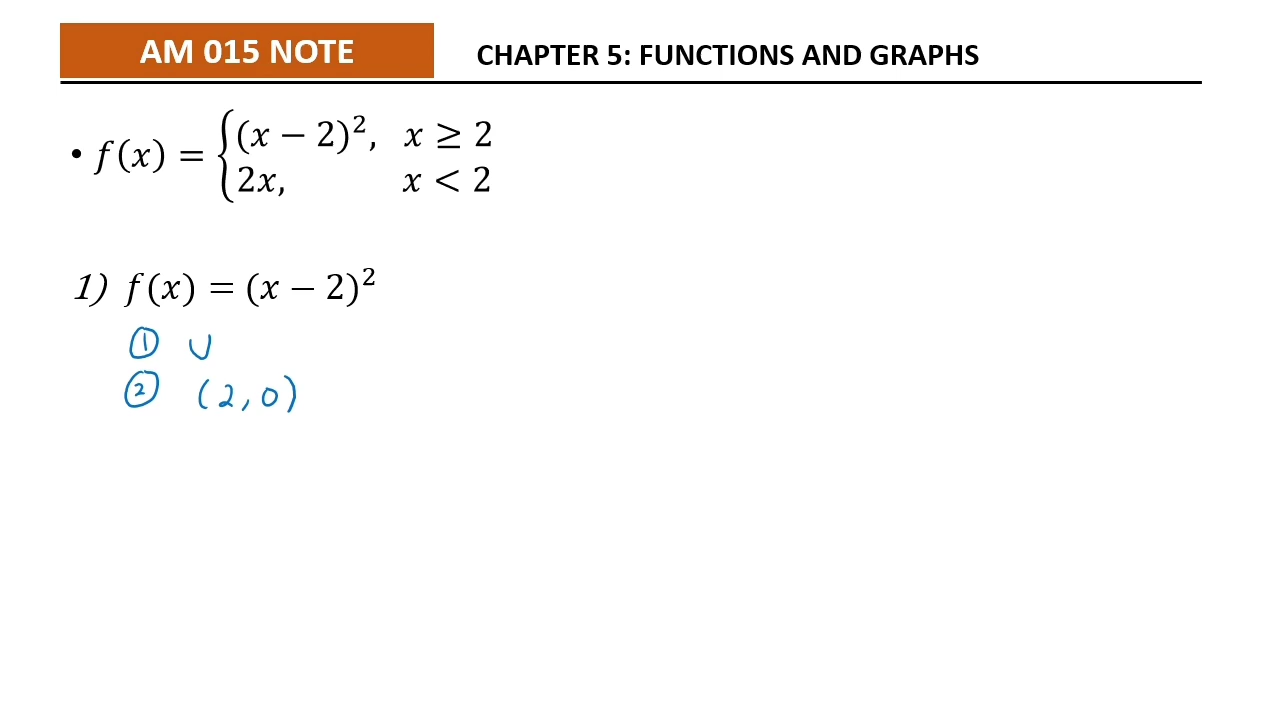 AM 015 NOTE
CHAPTER 5: FUNCTIONS AND GRAPHS
• f(x) = { (x − 2)², x ≥ 2
2x, x < 2
1) f(x) = (x − 2)²
① ∪
② (2, 0)